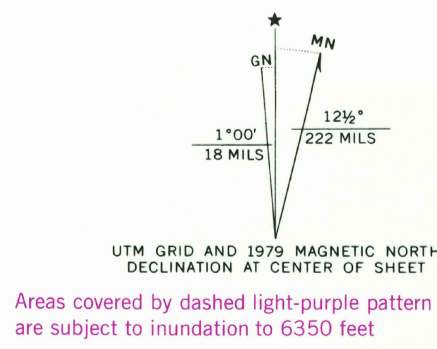 MN
GN
12½°
222 MILS
1°00'
18 MILS
UTM GRID AND 1979 MAGNETIC NORTH
DECLINATION AT CENTER OF SHEET
Areas covered by dashed light-purple pattern
are subject to inundation to 6350 feet